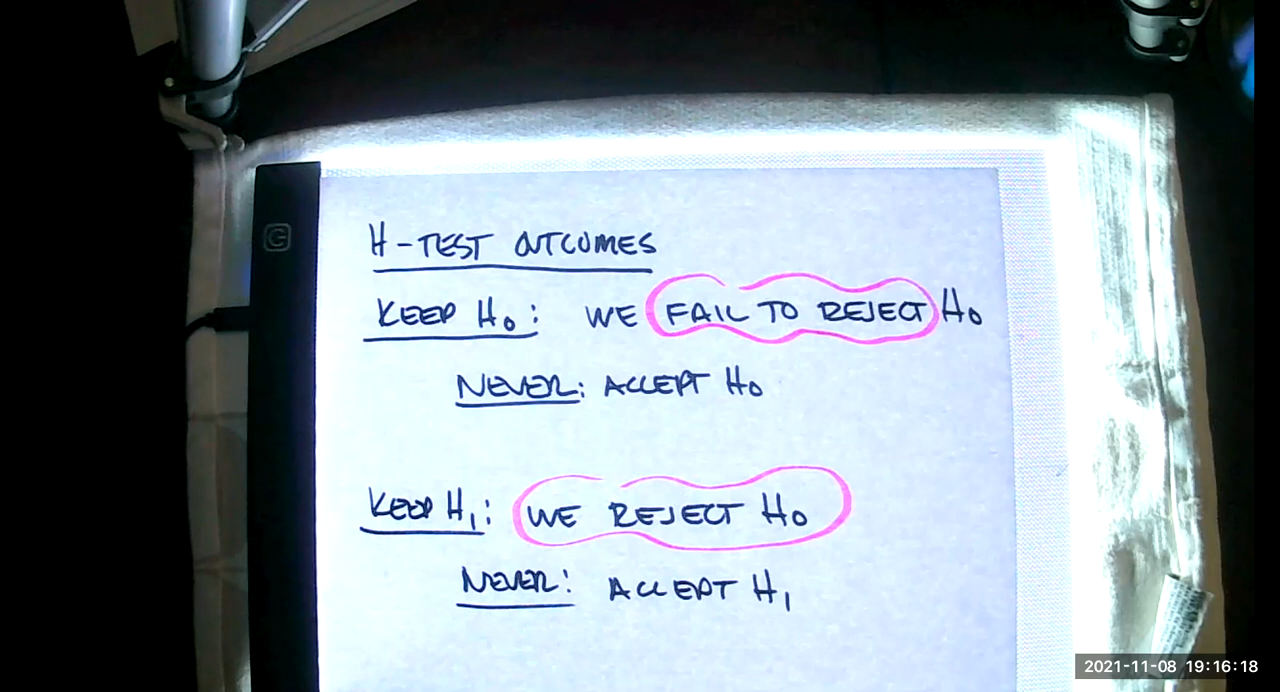 H-TEST OUTCOMES
KEEP H₀: WE FAIL TO REJECT H₀
NEVER: ACCEPT H₀
KEEP H₁: WE REJECT H₀
NEVER: ACCEPT H₁
2021-11-08 19:16:18